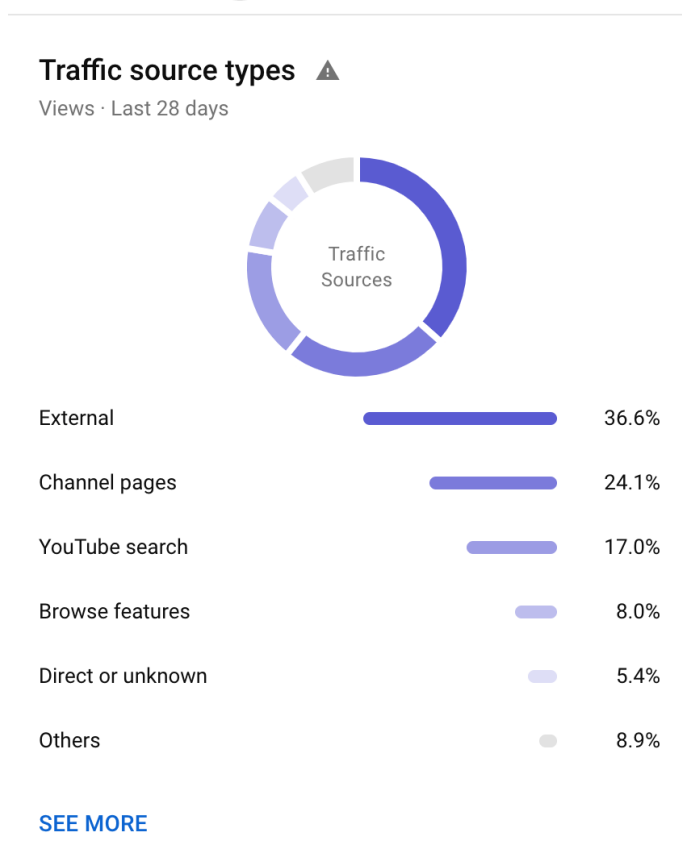 Traffic source types
Views · Last 28 days
Traffic
Sources
External 36.6%
Channel pages 24.1%
YouTube search 17.0%
Browse features 8.0%
Direct or unknown 5.4%
Others 8.9%
SEE MORE